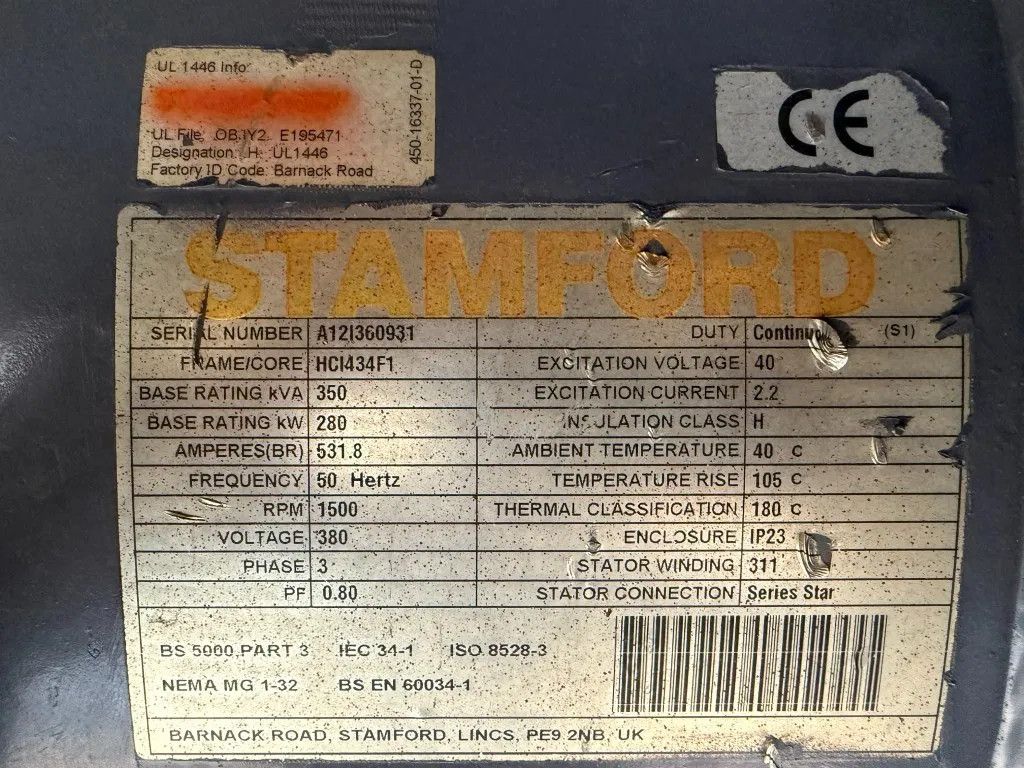 UL 1446 Info
UL File: OBJY2 E195471
Designation: H UL1446
Factory ID Code: Barnack Road
450-16337-01-D
CE
STAMFORD
SERIAL NUMBER A12I360931 DUTY (S1)
FRAME/CORE HCI434F1 EXCITATION VOLTAGE 40
BASE RATING kVA 350 EXCITATION CURRENT 2.2
BASE RATING kW 280 INSULATION CLASS H
AMPERES(BR) 531.8 AMBIENT TEMPERATURE 40 C
FREQUENCY 50 Hertz TEMPERATURE RISE 105 C
RPM 1500 THERMAL CLASSIFICATION 180 C
VOLTAGE 380 ENCLOSURE IP23
PHASE 3 STATOR WINDING 311
PF 0.80 STATOR CONNECTION Series Star
BS 5000 PART 3 IEC 34-1 ISO 8528-3
NEMA MG 1-32 BS EN 60034-1
BARNACK ROAD, STAMFORD, LINCS, PE9 2NB, UK